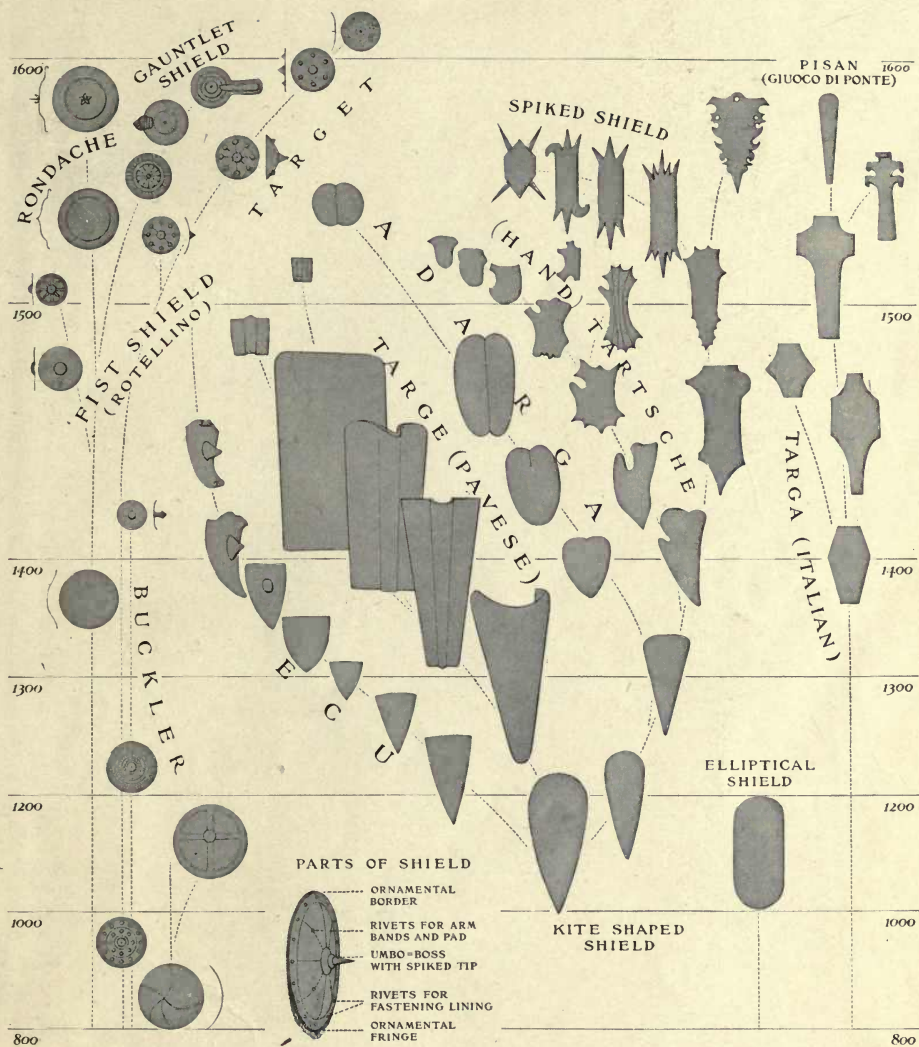 1600
GAUNTLET
SHIELD
PISAN
(GIUOCO DI PONTE)
1600
RONDACHE
TARGET
SPIKED SHIELD
ADARGA
(HAND) TARTSCHE
1500
1500
FIST SHIELD
(ROTELLINO)
TARGE (PAVESE)
TARGA (ITALIAN)
1400
1400
BUCKLER
ECU
1300
1300
ELLIPTICAL
SHIELD
1200
1200
PARTS OF SHIELD
ORNAMENTAL
BORDER
RIVETS FOR ARM
BANDS AND PAD
UMBO=BOSS
WITH SPIKED TIP
RIVETS FOR
FASTENING LINING
ORNAMENTAL
FRINGE
KITE SHAPED
SHIELD
1000
1000
800
800